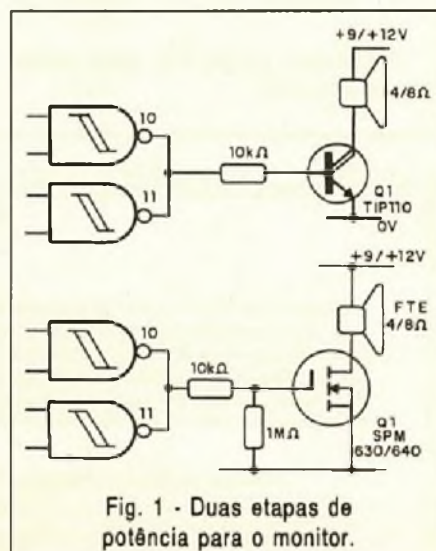 +9/+12V
4/8Ω
10
10kΩ
11
Q1
TIP110
0V
+9/+12V
FTE
4/8Ω
10
10kΩ
11
1MΩ
Q1
SPM
630/640
Fig. 1 - Duas etapas de
potência para o monitor.